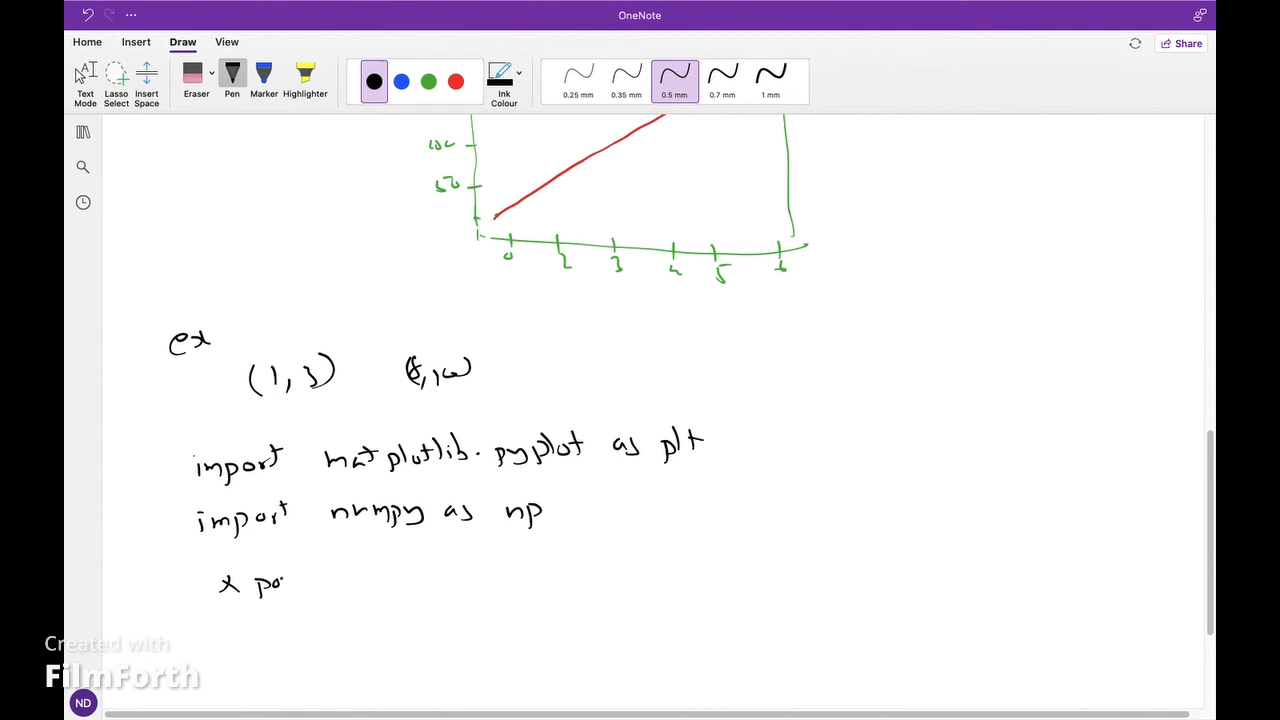 OneNote
Home Insert Draw View
Share
Text Mode Lasso Select Insert Space Eraser Pen Marker Highlighter Ink Colour 0.25 mm 0.35 mm 0.5 mm 0.7 mm 1 mm
100
50
0 2 3 4 5 6
ex
(1, 3) (8, 10)
import matplotlib.pyplot as plt
import numpy as np
x po
Created with
FilmForth
ND